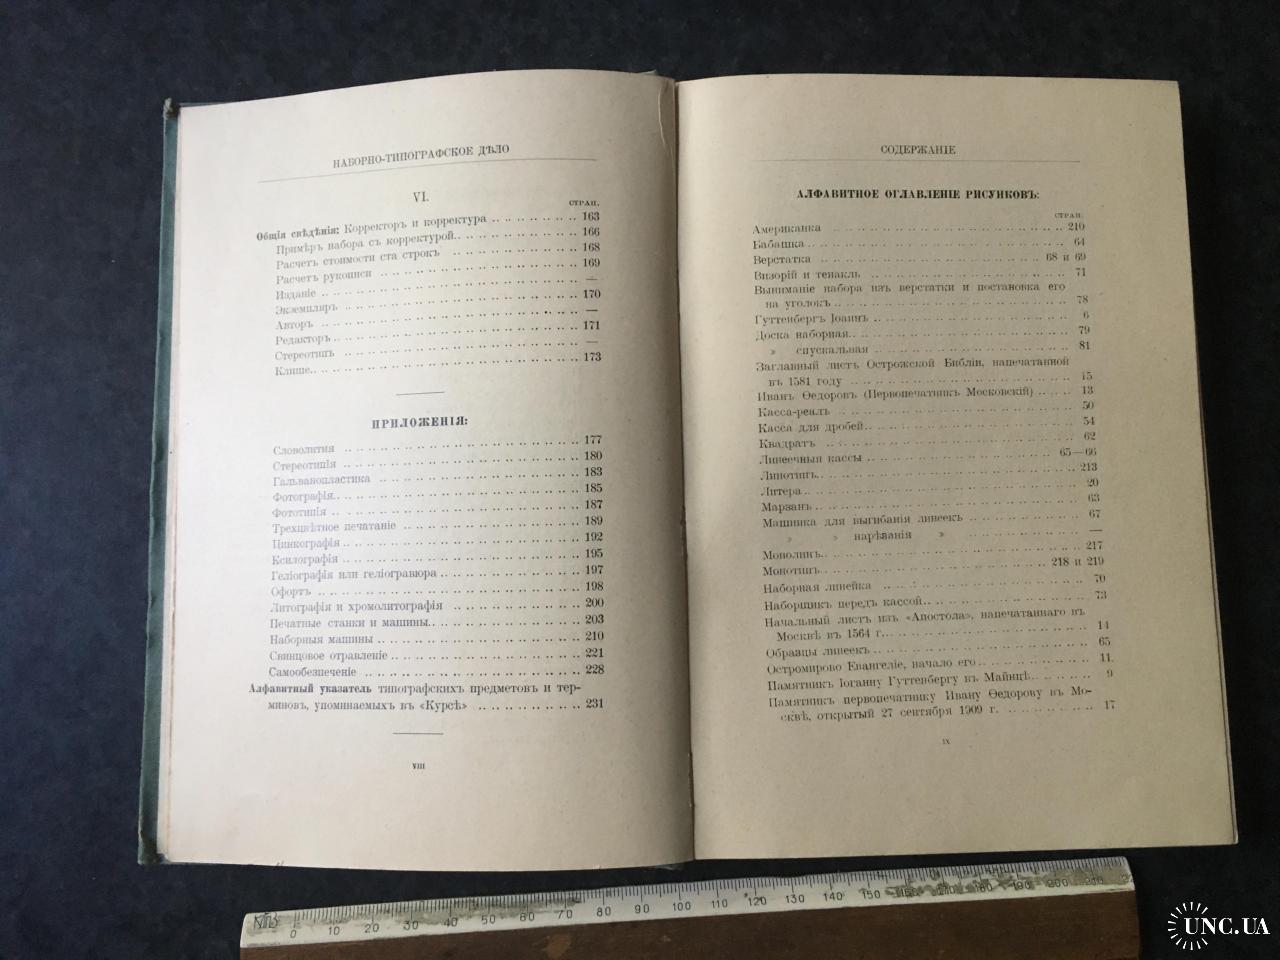 НАБОРНО-ТИПОГРАФСКОЕ ДѢЛО
VI.
СТРАН.
Общія свѣдѣнія: Корректоръ и корректура 163
Примѣръ набора съ корректурой 166
Расчетъ стоимости ста строкъ 168
Расчетъ рукописи 169
Изданіе —
Экземпляръ 170
Авторъ —
Редакторъ 171
Стереотипъ —
Клише 173
ПРИЛОЖЕНІЯ:
Словолитня 177
Стереотипія 180
Гальванопластика 183
Фотографія 185
Фототипія 187
Трехцвѣтное печатаніе 189
Цинкографія 192
Ксилографія 195
Геліографія или геліогравюра 197
Офортъ 198
Литографія и хромолитографія 200
Печатные станки и машины 203
Наборныя машины 210
Свинцовое отравленіе 221
Самообезпеченіе 228
Алфавитный указатель типографскихъ предметовъ и тер-
миновъ, упоминаемыхъ въ «Курсѣ» 231
VIII
СОДЕРЖАНІЕ
АЛФАВИТНОЕ ОГЛАВЛЕНІЕ РИСУНКОВЪ:
СТРАН.
Американка 210
Бабашка 64
Верстатка 68 и 69
Визорій и тенакль 71
Выниманіе набора изъ верстатки и постановка его
на уголокъ 78
Гуттенбергъ Іоаннъ 6
Доска наборная 79
» спускальная 81
Заглавный листъ Острожской Библіи, напечатанной
въ 1581 году 15
Иванъ Ѳедоровъ (Первопечатникъ Московскій) 13
Касса-реалъ 50
Касса для дробей 54
Квадратъ 62
Линеечныя кассы 65—66
Линотипъ 213
Литера 20
Марзанъ 63
Машинка для выгибанія линеекъ 67
» » нарѣзанія » —
Монолинъ 217
Монотипъ 218 и 219
Наборная линейка 70
Наборщикъ передъ кассой 73
Начальный листъ изъ «Апостола», напечатаннаго въ
Москвѣ въ 1564 г. 14
Образцы линеекъ 65
Остромирово Евангеліе, начало его 11
Памятникъ Іоганну Гуттенбергу въ Майнцѣ 9
Памятникъ первопечатнику Ивану Ѳедорову въ Мо-
сквѣ, открытый 27 сентября 1909 г. 17
IX
0 10 20 30 40 50 60 70 80 90 100 110 120 130 140 150 160 170 180 190 200 210
UNC.UA